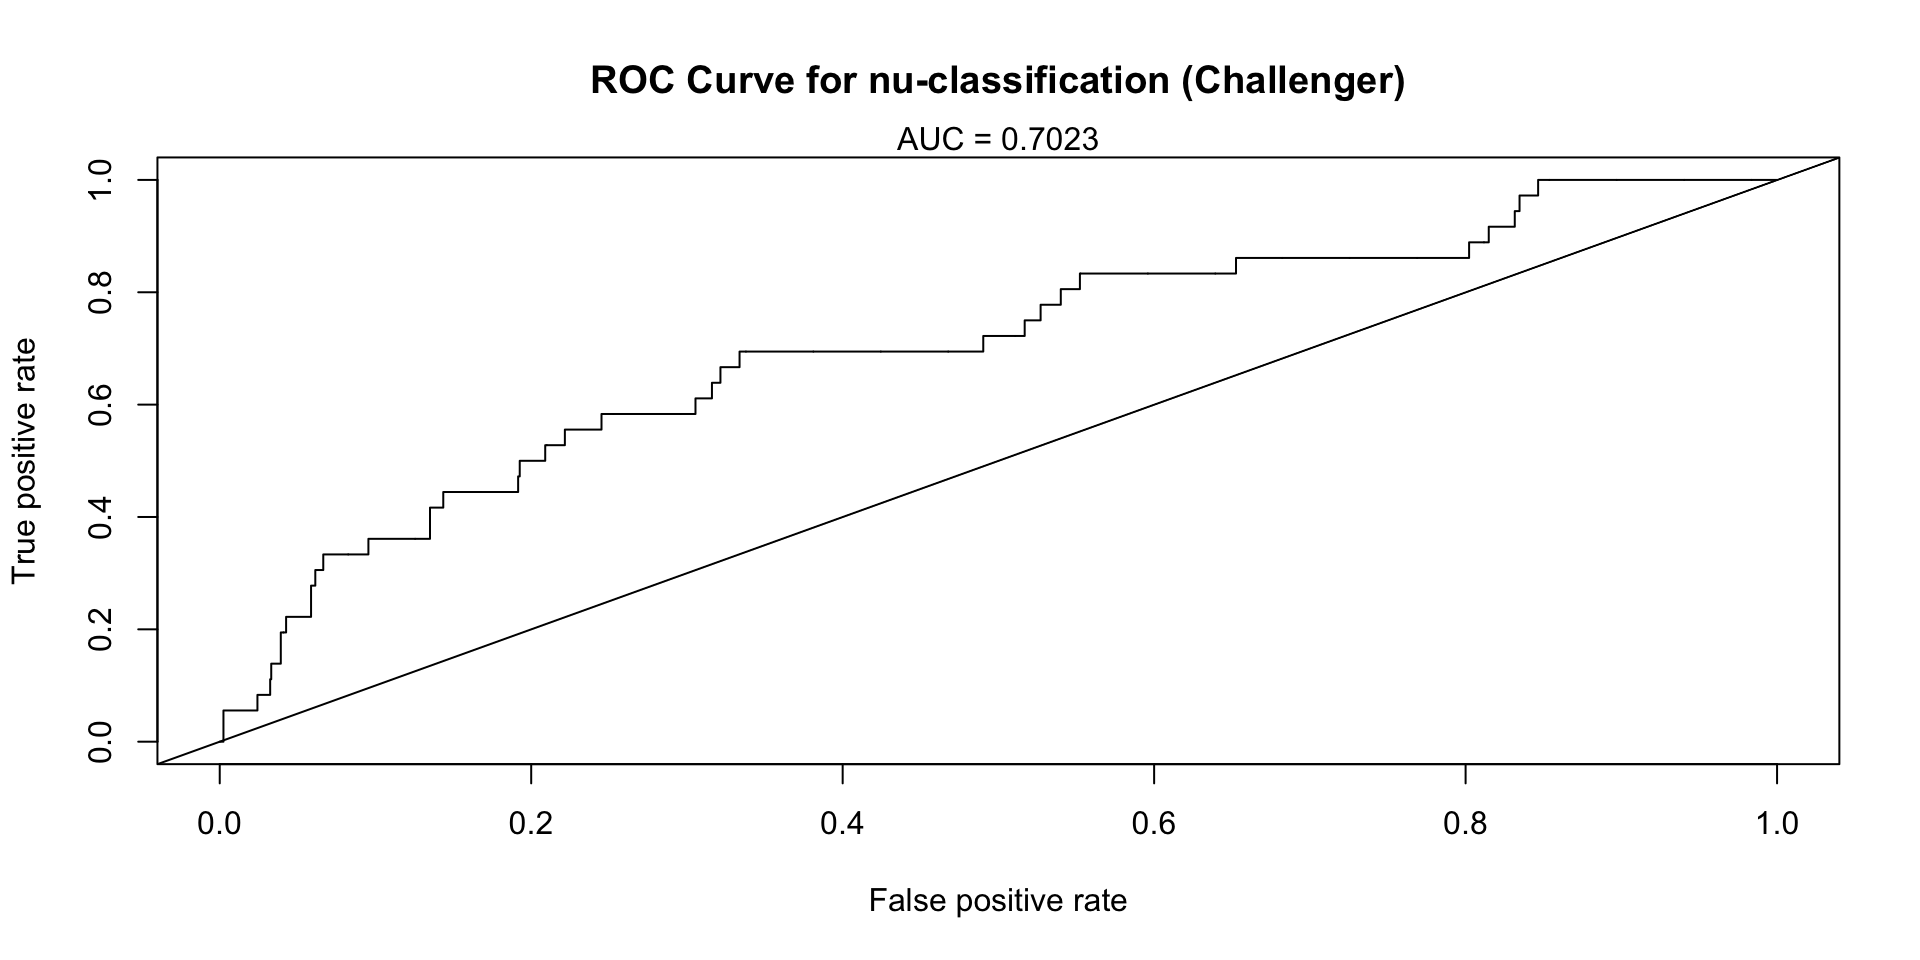 ROC Curve for nu-classification (Challenger)
AUC = 0.7023
True positive rate
1.0
0.8
0.6
0.4
0.2
0.0
0.0 0.2 0.4 0.6 0.8 1.0
False positive rate